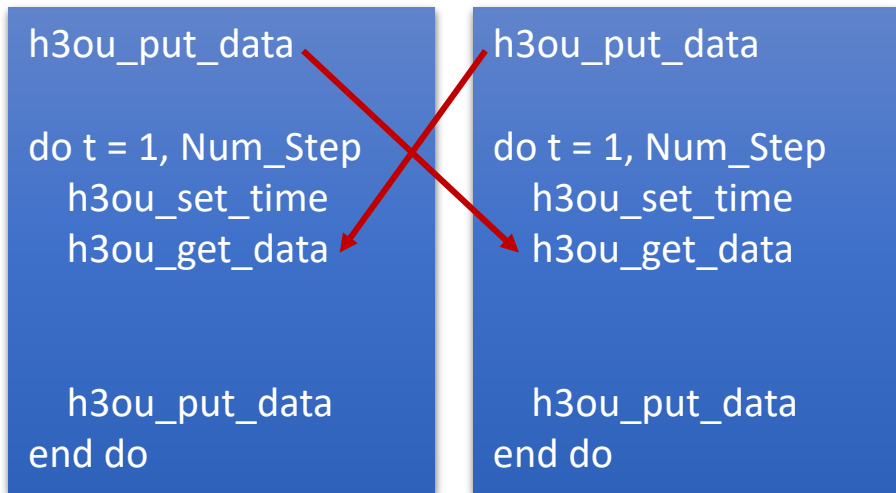 h3ou_put_data
do t = 1, Num_Step
h3ou_set_time
h3ou_get_data
h3ou_put_data
end do
h3ou_put_data
do t = 1, Num_Step
h3ou_set_time
h3ou_get_data
h3ou_put_data
end do